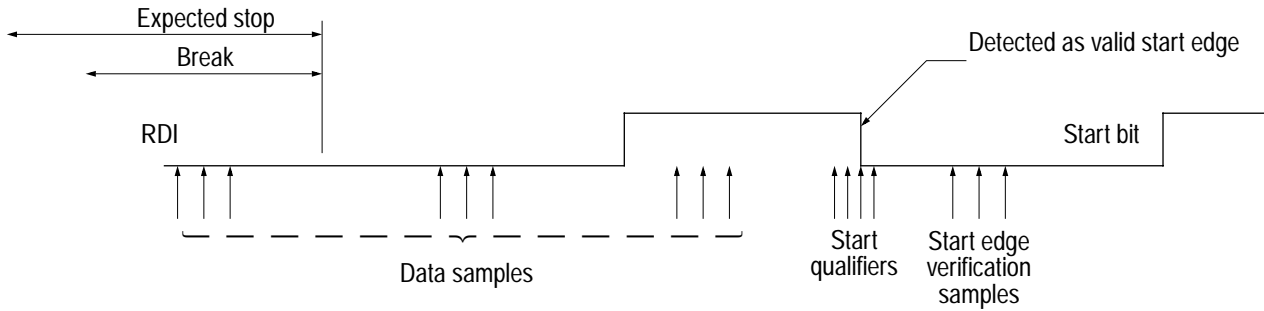 Expected stop
Break
Detected as valid start edge
RDI
Start bit
Data samples
Start
qualifiers
Start edge
verification
samples